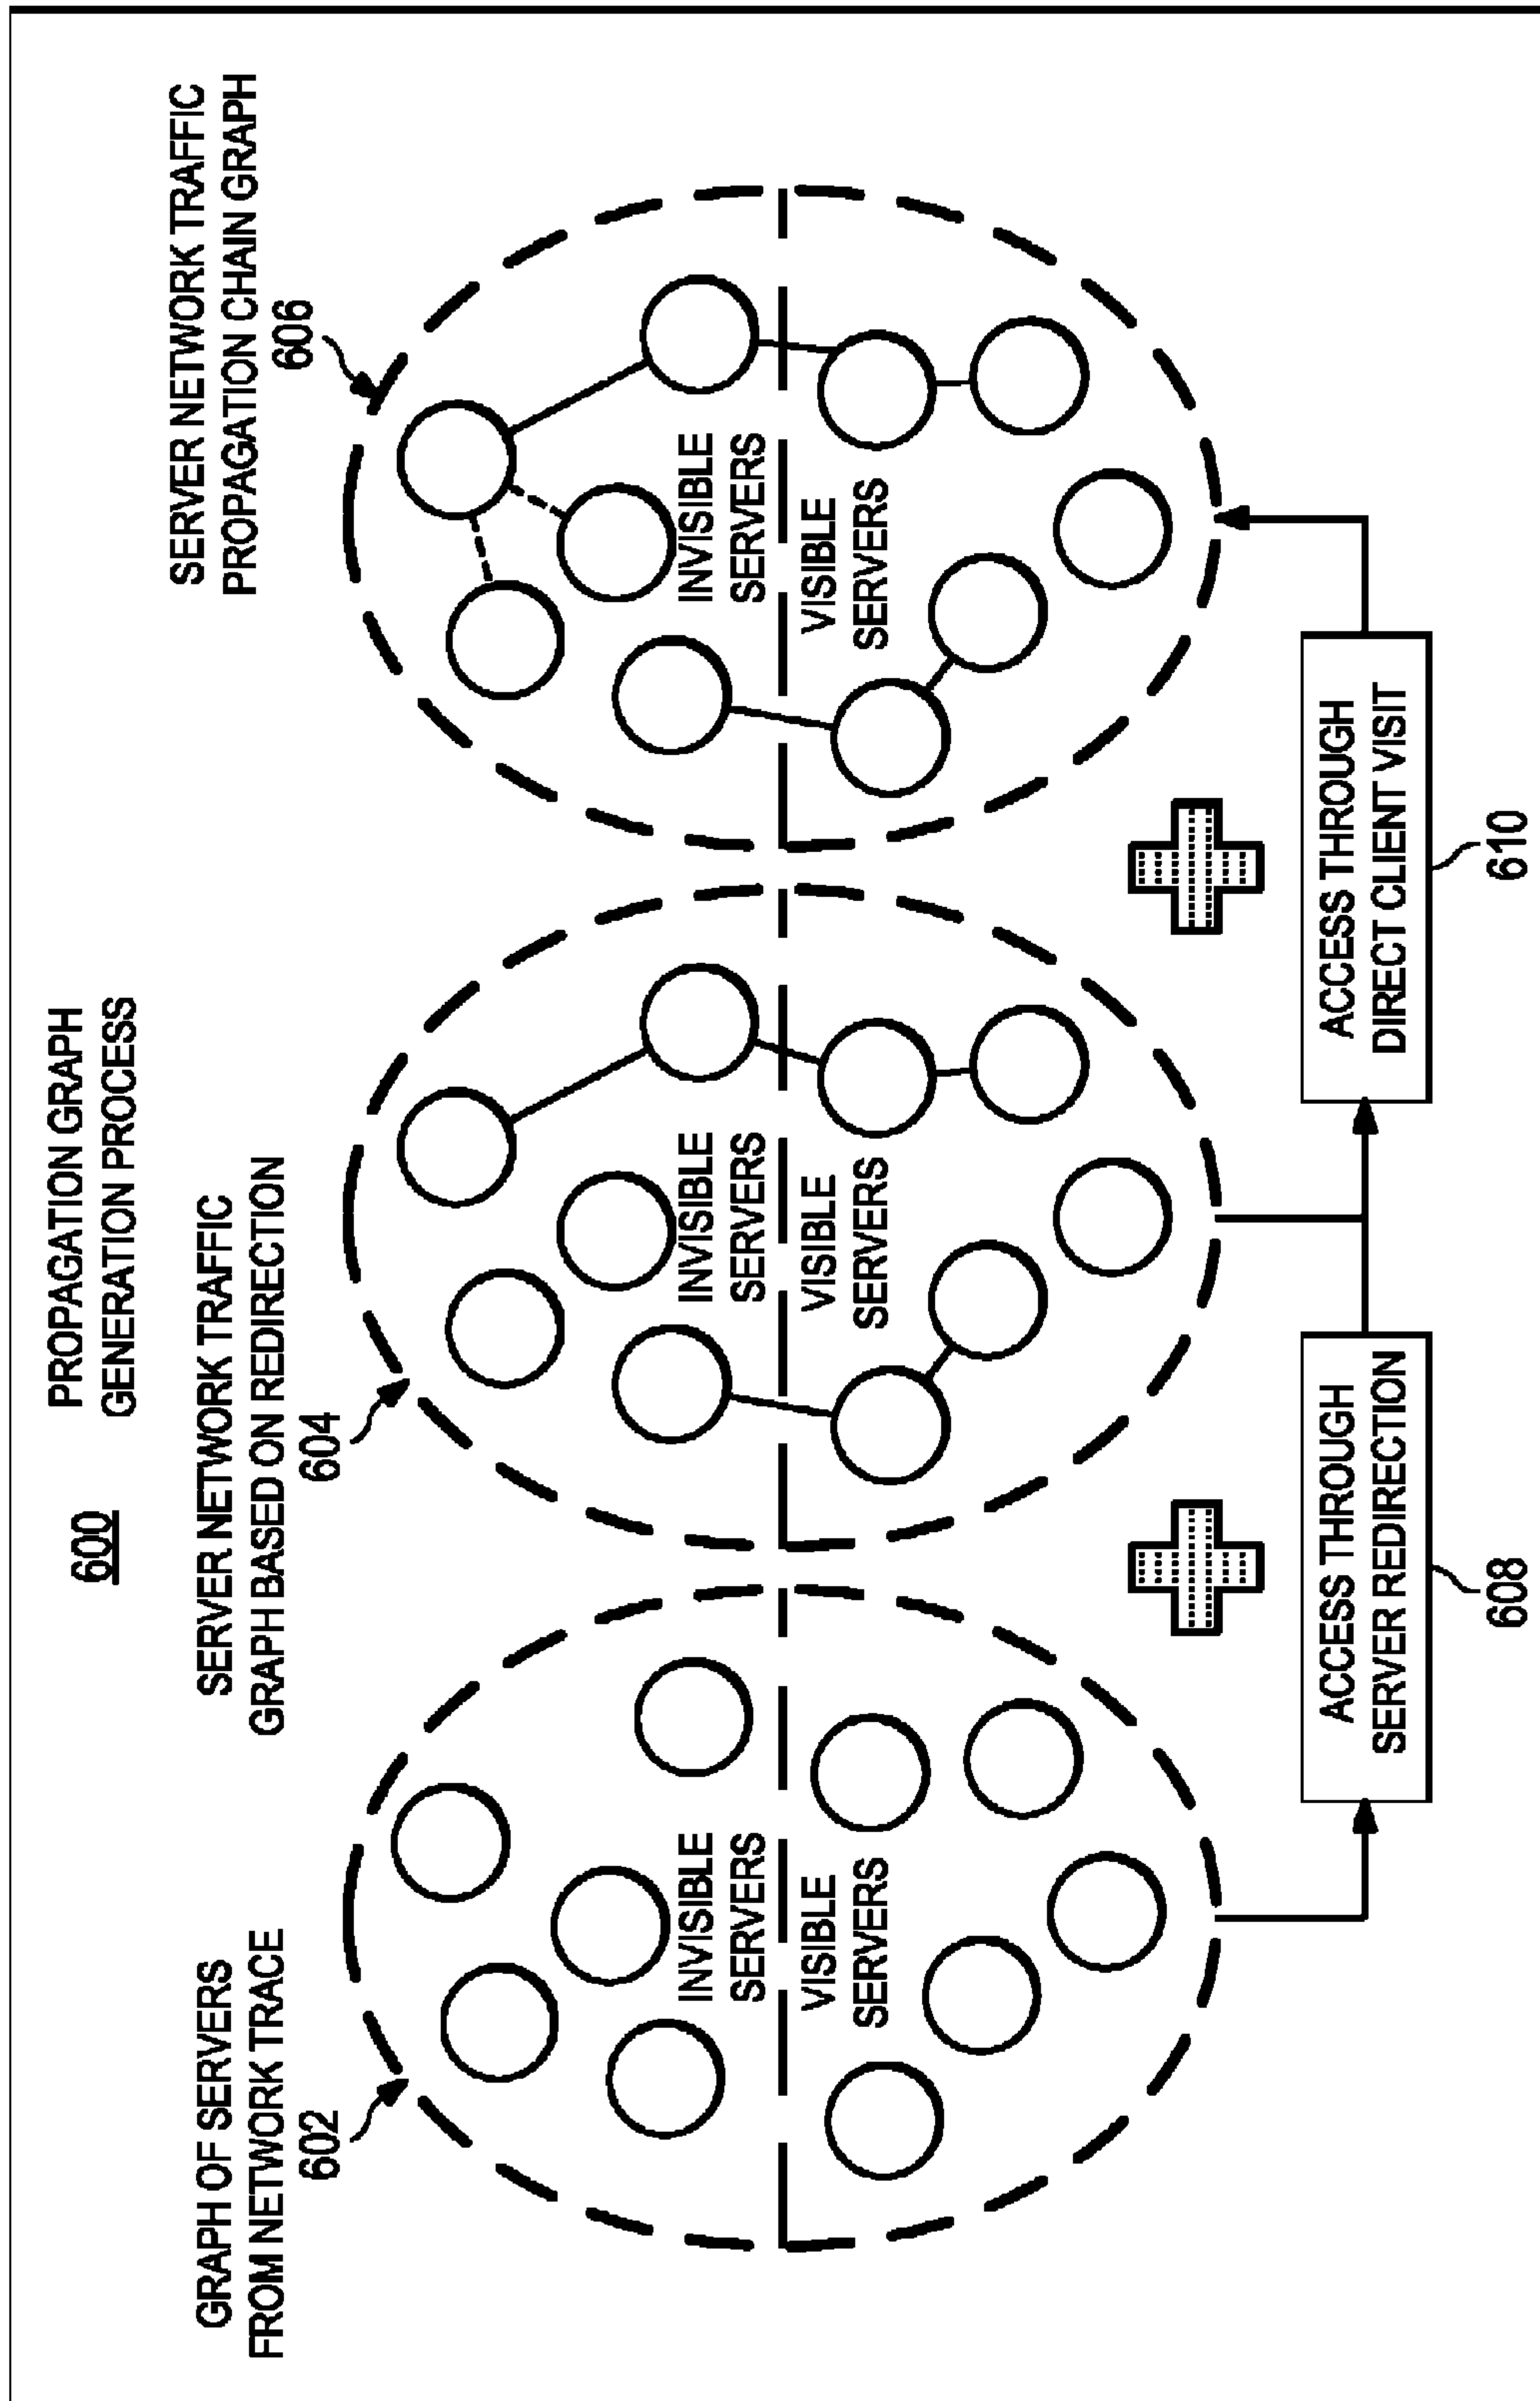 600
PROPAGATION GRAPH
GENERATION PROCESS
GRAPH OF SERVERS
FROM NETWORK TRACE
602
SERVER NETWORK TRAFFIC
GRAPH BASED ON REDIRECTION
604
SERVER NETWORK TRAFFIC
PROPAGATION CHAIN GRAPH
606
INVISIBLE
SERVERS
VISIBLE
SERVERS
INVISIBLE
SERVERS
VISIBLE
SERVERS
INVISIBLE
SERVERS
VISIBLE
SERVERS
ACCESS THROUGH
SERVER REDIRECTION
608
ACCESS THROUGH
DIRECT CLIENT VISIT
610